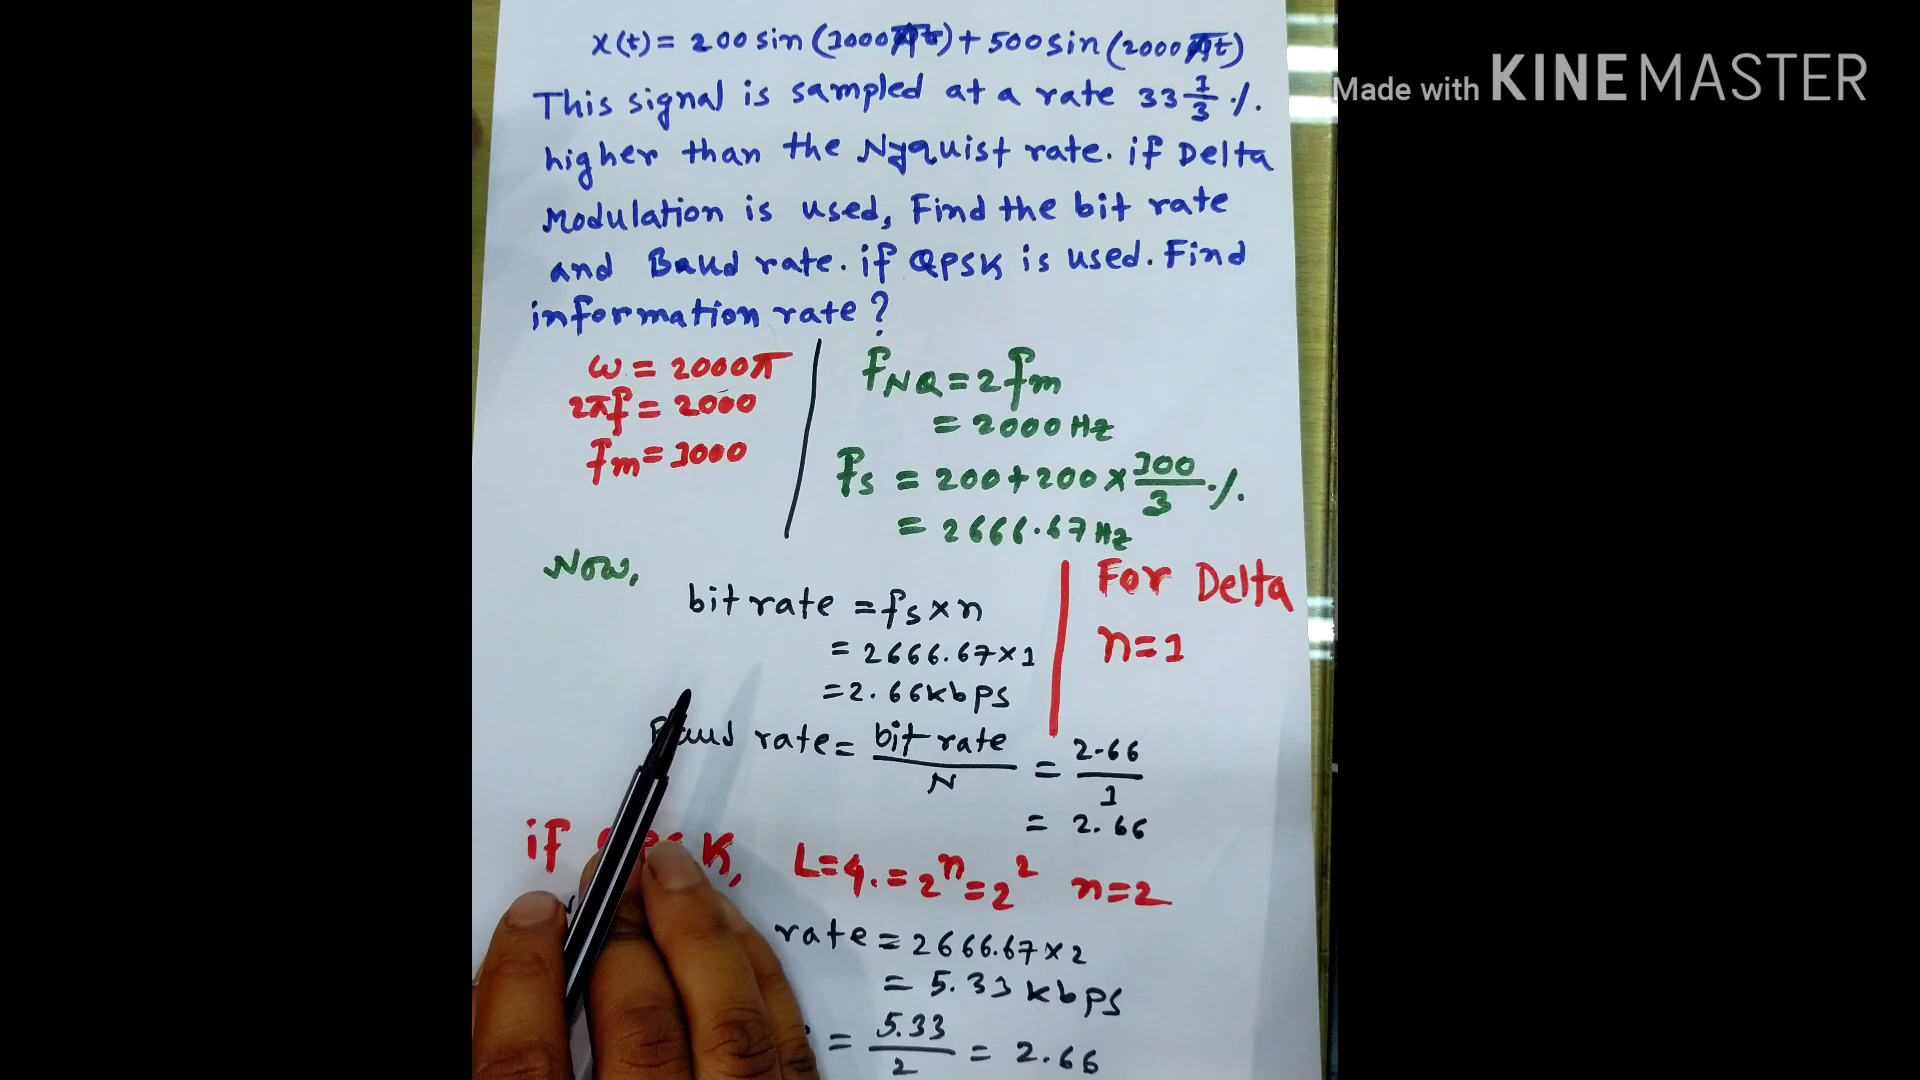 x(t) = 200 sin (1000πt) + 500 sin (2000πt)
This signal is sampled at a rate 33 1/3 %.
higher than the Nyquist rate. if Delta
Modulation is used, Find the bit rate
and Baud rate. if QPSK is used. Find
information rate?
ω = 2000π
2πf = 2000
fm = 1000
fNQ = 2fm
= 2000 Hz
fs = 200 + 200 × 100/3 %.
= 2666.67 Hz
Now,
bit rate = fs × n
= 2666.67 × 1
= 2.66 kbps
For Delta
n = 1
rate = bit rate/N = 2.66/1
= 2.66
if K, L = 4. = 2^n = 2^2 n = 2
rate = 2666.67 × 2
= 5.33 kbps
= 5.33/2 = 2.66
Made with KINEMASTER